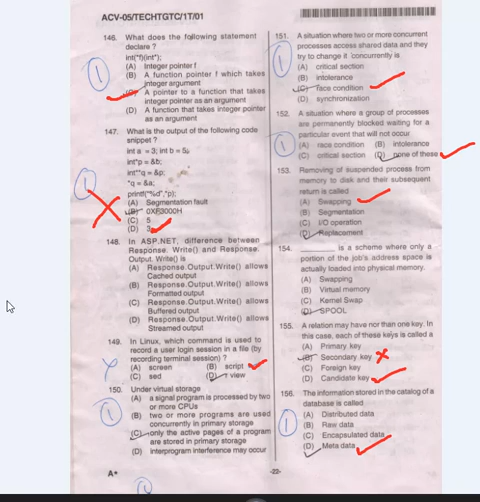 ACV-05/TECHTGTC/1T/01
146. What does the following statement
declare ?
int(*f)(int*);
(A) Integer pointer f
(B) A function pointer f which takes
integer argument
(C) A pointer to a function that takes
integer pointer as an argument
(D) A function that takes integer pointer
as an argument
147. What is the output of the following code
snippet ?
int a = 3; int b = 5;
int*p = &b;
int**q = &p;
*q = &a;
printf("%d",*p);
(A) Segmentation fault
(B) 0XF3000H
(C) 5
(D) 3
148. In ASP.NET, difference between
Response. Write() and Response.
Output. Write() is
(A) Response.Output.Write() allows
Cached output
(B) Response.Output.Write() allows
Formatted output
(C) Response.Output.Write() allows
Buffered output
(D) Response.Output.Write() allows
Streamed output
149. In Linux, which command is used to
record a user login session in a file (by
recording terminal session) ?
(A) screen (B) script
(C) sed (D) view
150. Under virtual storage
(A) a signal program is processed by two
or more CPUs
(B) two or more programs are used
concurrently in primary storage
(C) only the active pages of a program
are stored in primary storage
(D) interprogram interference may occur
A*
151. A situation where two or more concurrent
processes access shared data and they
try to change it concurrently is
(A) critical section
(B) intolerance
(C) race condition
(D) synchronization
152. A situation where a group of processes
are permanently blocked waiting for a
particular event that will not occur
(A) race condition (B) intolerance
(C) critical section (D) none of these
153. Removing of suspended process from
memory to disk and their subsequent
return is called
(A) Swapping
(B) Segmentation
(C) I/O operation
(D) Replacement
154. ________ is a scheme where only a
portion of the job's address space is
actually loaded into physical memory.
(A) Swapping
(B) Virtual memory
(C) Kernel Swap
(D) SPOOL
155. A relation may have nor than one key. In
this case, each of these keys is called a
(A) Primary key
(B) Secondary key
(C) Foreign key
(D) Candidate key
156. The information stored in the catalog of a
database is called
(A) Distributed data
(B) Raw data
(C) Encapsulated data
(D) Meta data
-22-